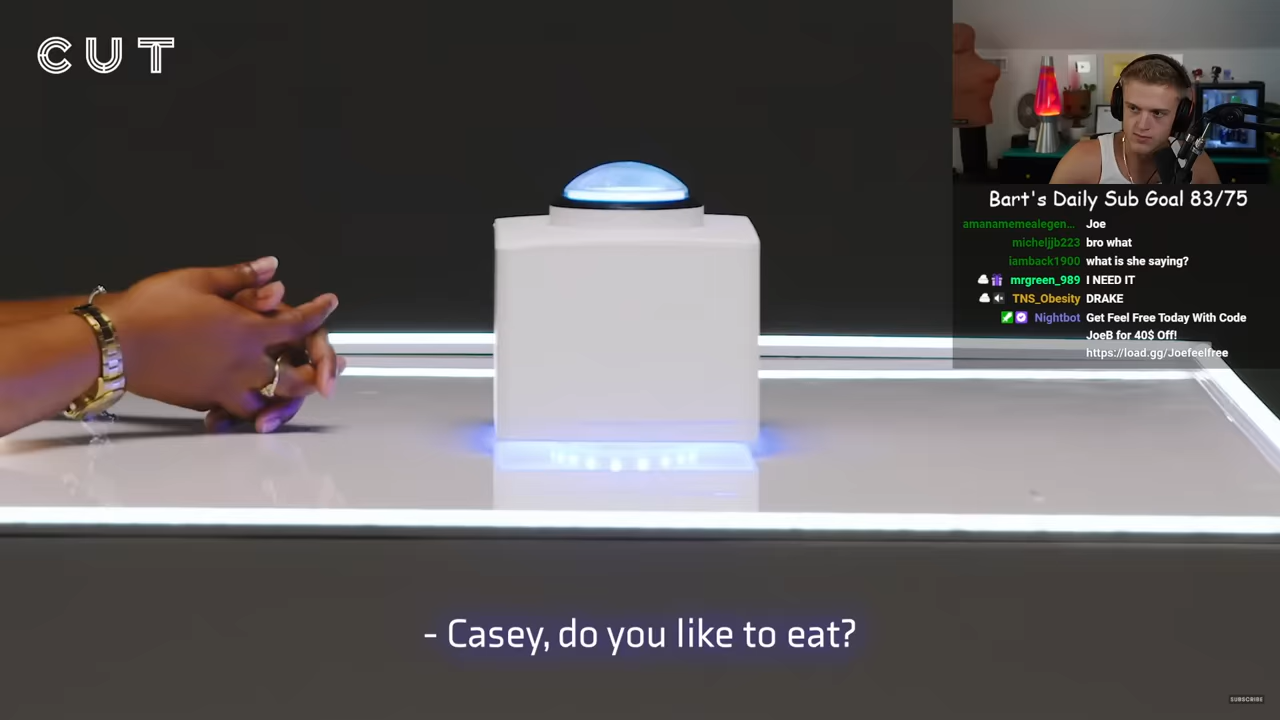 CUT
Bart's Daily Sub Goal 83/75
amanamemealegen... Joe
micheljjb223 bro what
iamback1900 what is she saying?
mrgreen_989 I NEED IT
TNS_Obesity DRAKE
Nightbot Get Feel Free Today With Code
JoeB for 40$ Off!
https://load.gg/Joefeelfree
- Casey, do you like to eat?
SUBSCRIBE